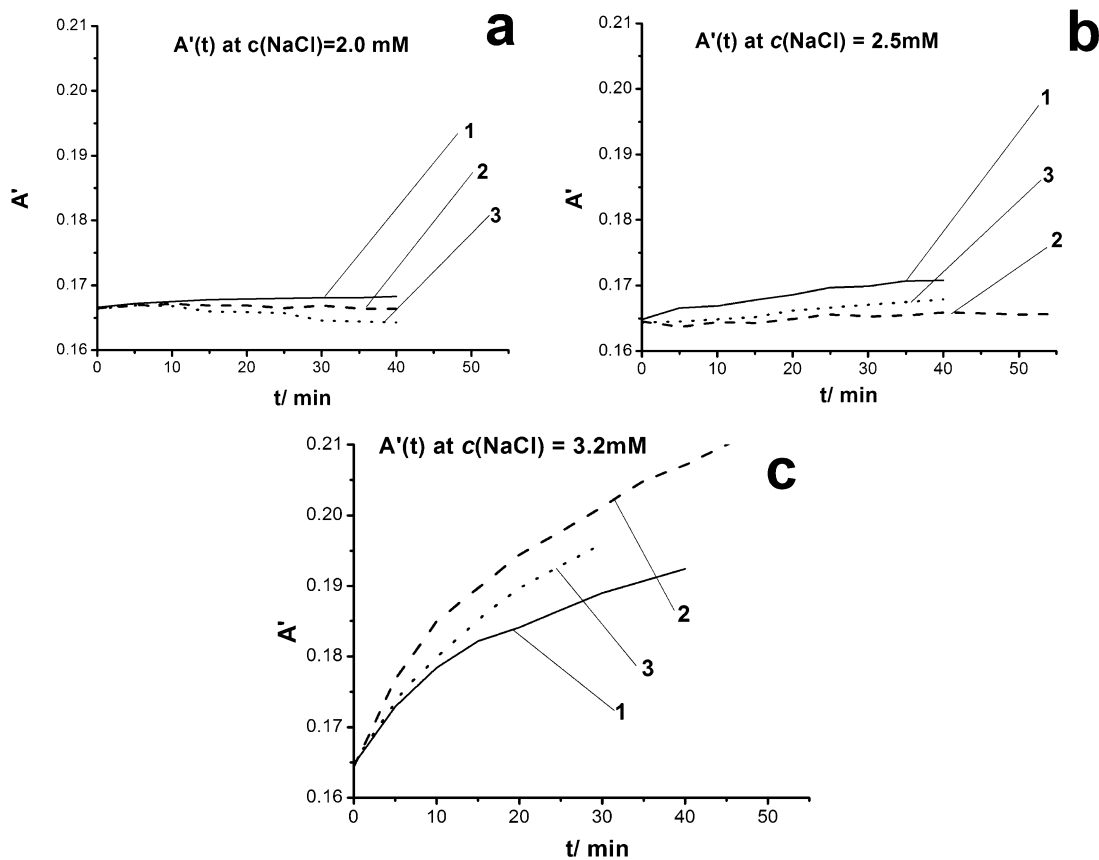 a
A'(t) at c(NaCl)=2.0 mM
0.21
0.20
0.19
0.18
0.17
0.16
A'
1
2
3
0 10 20 30 40 50
t/ min
b
A'(t) at c(NaCl) = 2.5mM
0.21
0.20
0.19
0.18
0.17
0.16
A'
1
3
2
0 10 20 30 40 50
t/ min
c
A'(t) at c(NaCl) = 3.2mM
0.21
0.20
0.19
0.18
0.17
0.16
A'
2
3
1
0 10 20 30 40 50
t/ min